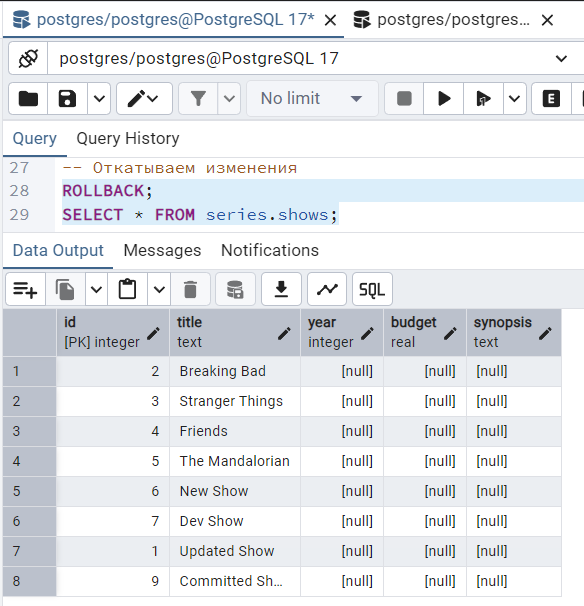 postgres/postgres@PostgreSQL 17* postgres/postgres...
postgres/postgres@PostgreSQL 17
No limit E
Query Query History
27 -- Откатываем изменения
28 ROLLBACK;
29 SELECT * FROM series.shows;
Data Output Messages Notifications
SQL
id title year budget synopsis
[PK] integer text integer real text
1 2 Breaking Bad [null] [null] [null]
2 3 Stranger Things [null] [null] [null]
3 4 Friends [null] [null] [null]
4 5 The Mandalorian [null] [null] [null]
5 6 New Show [null] [null] [null]
6 7 Dev Show [null] [null] [null]
7 1 Updated Show [null] [null] [null]
8 9 Committed Sh... [null] [null] [null]